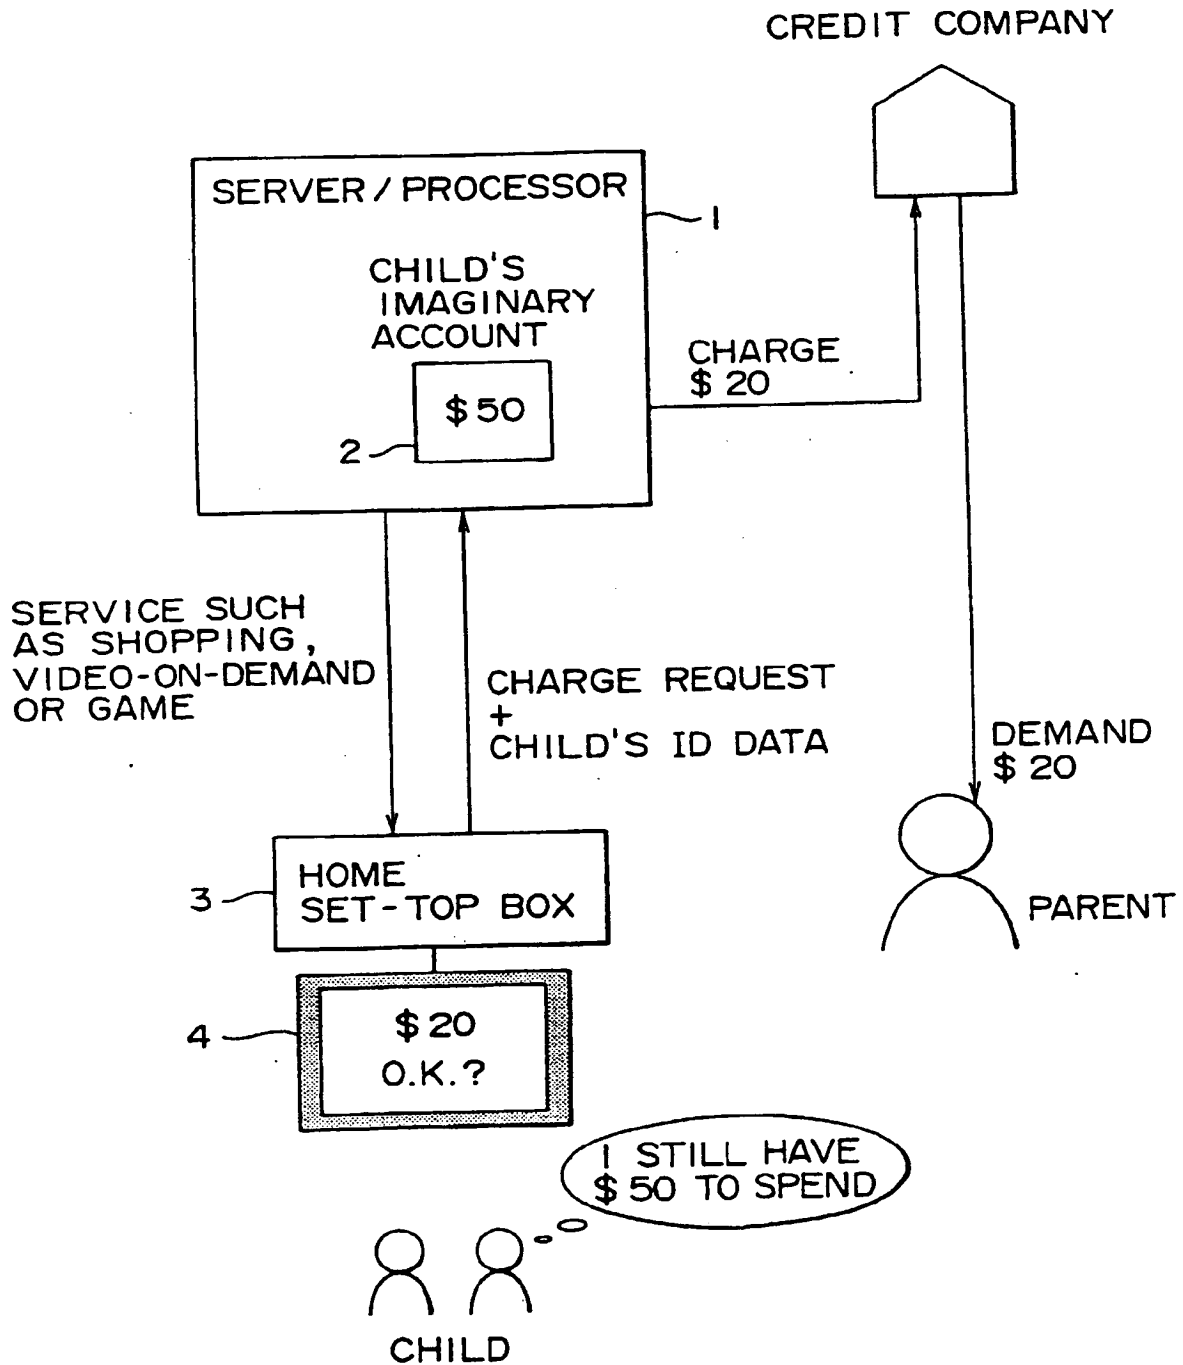 CREDIT COMPANY
SERVER/PROCESSOR
1
CHILD'S
IMAGINARY
ACCOUNT
$50
2
CHARGE
$20
SERVICE SUCH
AS SHOPPING,
VIDEO-ON-DEMAND
OR GAME
CHARGE REQUEST
+
CHILD'S ID DATA
DEMAND
$20
PARENT
HOME
SET-TOP BOX
3
$20
O.K.?
4
I STILL HAVE
$50 TO SPEND
CHILD